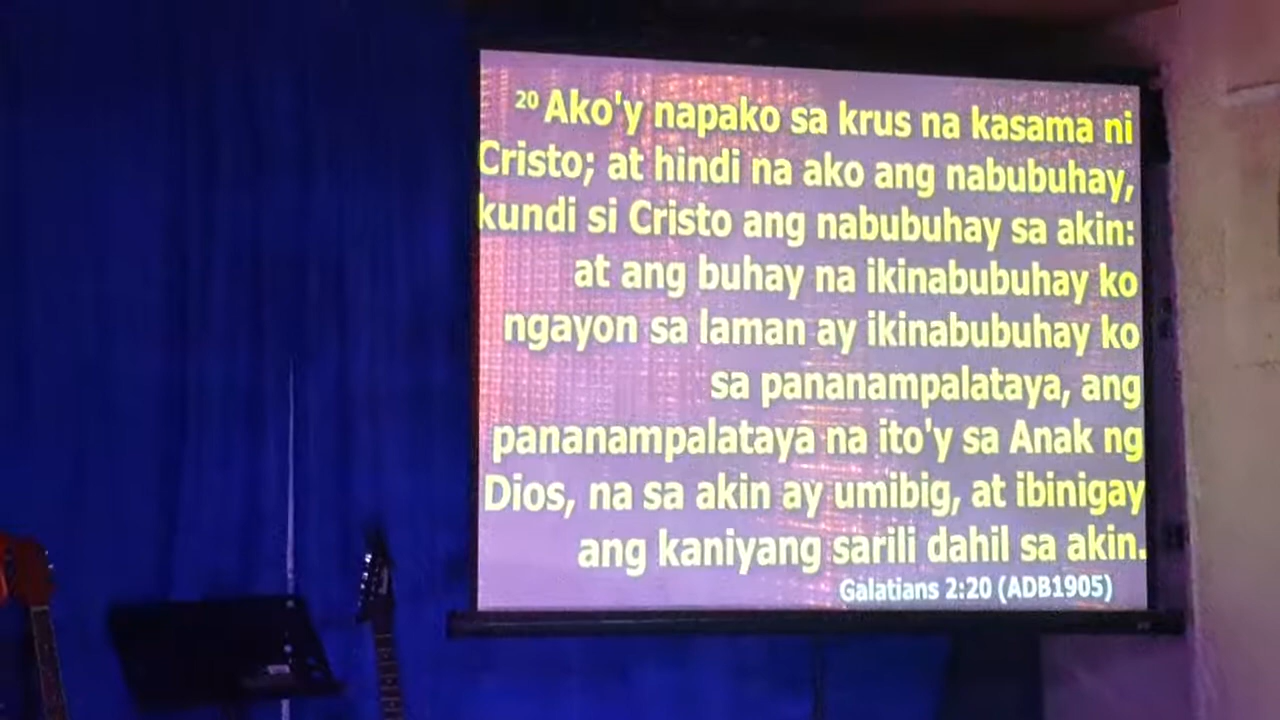 20 Ako'y napako sa krus na kasama ni
Cristo; at hindi na ako ang nabubuhay,
kundi si Cristo ang nabubuhay sa akin:
at ang buhay na ikinabubuhay ko
ngayon sa laman ay ikinabubuhay ko
sa pananampalataya, ang
pananampalataya na ito'y sa Anak ng
Dios, na sa akin ay umibig, at ibinigay
ang kaniyang sarili dahil sa akin.
Galatians 2:20 (ADB1905)